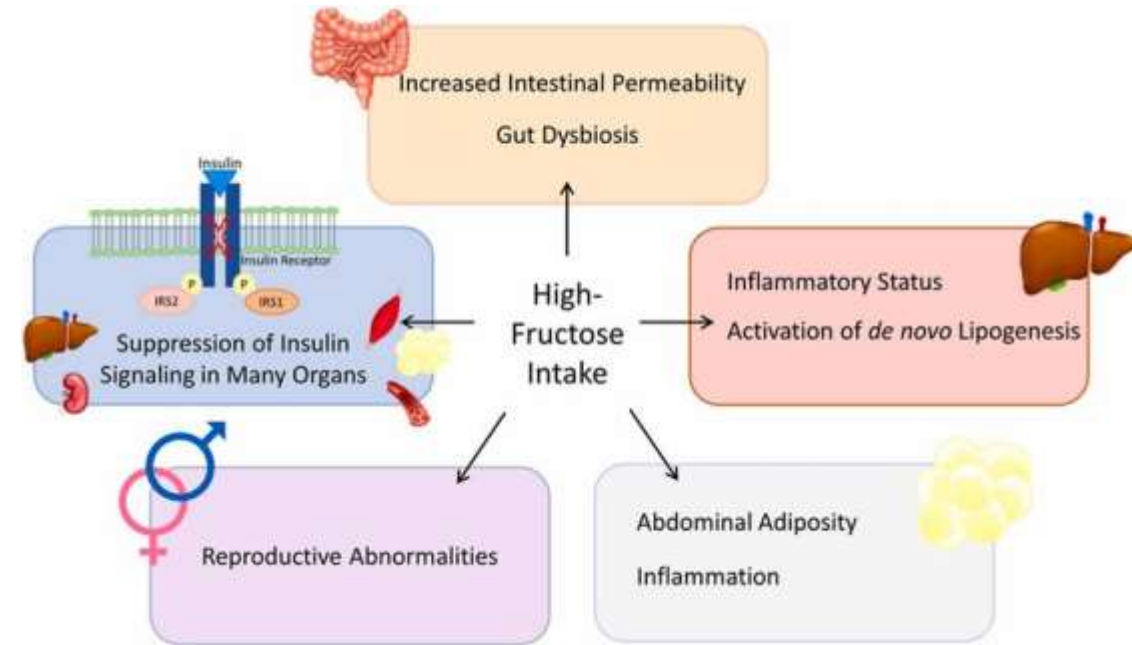 Increased Intestinal Permeability
Gut Dysbiosis
Insulin
Insulin Receptor
P
P
IRS2
IRS1
Suppression of Insulin
Signaling in Many Organs
High-
Fructose
Intake
Inflammatory Status
Activation of de novo Lipogenesis
Reproductive Abnormalities
Abdominal Adiposity
Inflammation